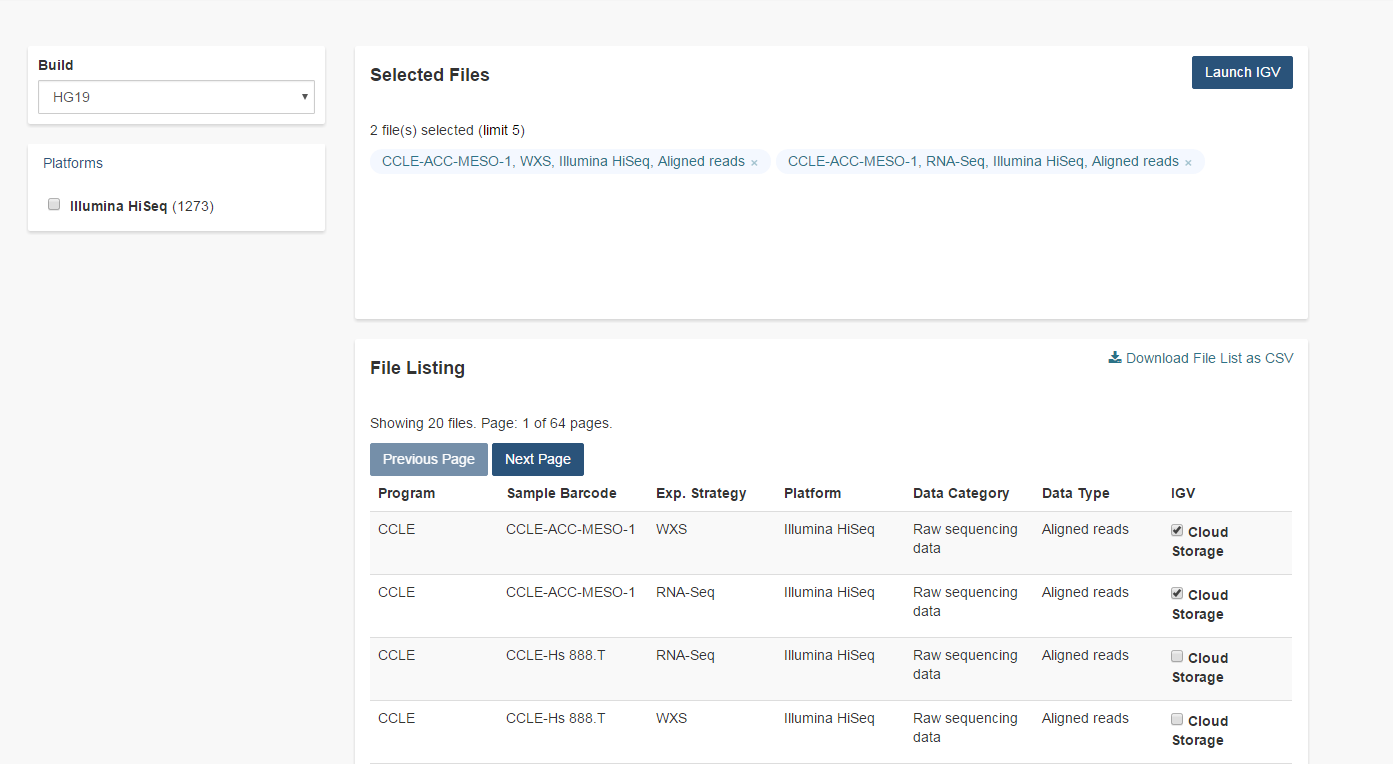 Build
HG19
Platforms
Illumina HiSeq (1273)
Selected Files
Launch IGV
2 file(s) selected (limit 5)
CCLE-ACC-MESO-1, WXS, Illumina HiSeq, Aligned reads × CCLE-ACC-MESO-1, RNA-Seq, Illumina HiSeq, Aligned reads ×
File Listing
Download File List as CSV
Showing 20 files. Page: 1 of 64 pages.
Previous Page Next Page
Program Sample Barcode Exp. Strategy Platform Data Category Data Type IGV
CCLE CCLE-ACC-MESO-1 WXS Illumina HiSeq Raw sequencing Aligned reads Cloud
data Storage
CCLE CCLE-ACC-MESO-1 RNA-Seq Illumina HiSeq Raw sequencing Aligned reads Cloud
data Storage
CCLE CCLE-Hs 888.T RNA-Seq Illumina HiSeq Raw sequencing Aligned reads Cloud
data Storage
CCLE CCLE-Hs 888.T WXS Illumina HiSeq Raw sequencing Aligned reads Cloud
data Storage